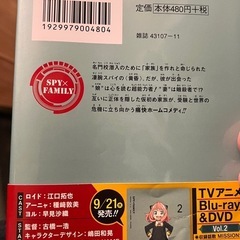 定価 本体480円+税
1929979004804
雑誌 43107-11
SPY×
FAMILY
名門校潜入のために「家族」を作れと命じられた
凄腕スパイの〈黄昏〉。だが、彼が出会った
“娘”は心を読む超能力者!“妻”は暗殺者で!?
互いに正体を隠した仮初め家族が、受験と世界の
危機に立ち向かう痛快ホームコメディ!!
CAST
ロイド:江口拓也
アーニャ:種﨑敦美
ヨル:早見沙織
STA
監督:古橋一浩
キャラクターデザイン:嶋田和晃
9/21水
発売!!
2
TVアニメ
Blu-ray
&DVD
Vol.2
MISSION